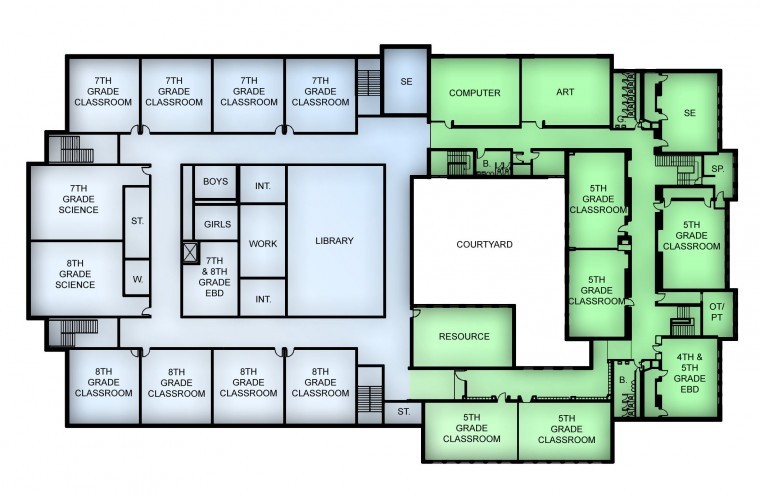 7TH
GRADE
CLASSROOM
7TH
GRADE
CLASSROOM
7TH
GRADE
CLASSROOM
7TH
GRADE
CLASSROOM
SE
COMPUTER
ART
G.
SE
B.
SP.
7TH
GRADE
SCIENCE
ST.
BOYS
INT.
GIRLS
WORK
LIBRARY
COURTYARD
5TH
GRADE
CLASSROOM
5TH
GRADE
CLASSROOM
8TH
GRADE
SCIENCE
W.
7TH
& 8TH
GRADE
EBD
INT.
5TH
GRADE
CLASSROOM
OT/
PT
RESOURCE
8TH
GRADE
CLASSROOM
8TH
GRADE
CLASSROOM
8TH
GRADE
CLASSROOM
8TH
GRADE
CLASSROOM
ST.
B.
4TH &
5TH
GRADE
EBD
5TH
GRADE
CLASSROOM
5TH
GRADE
CLASSROOM